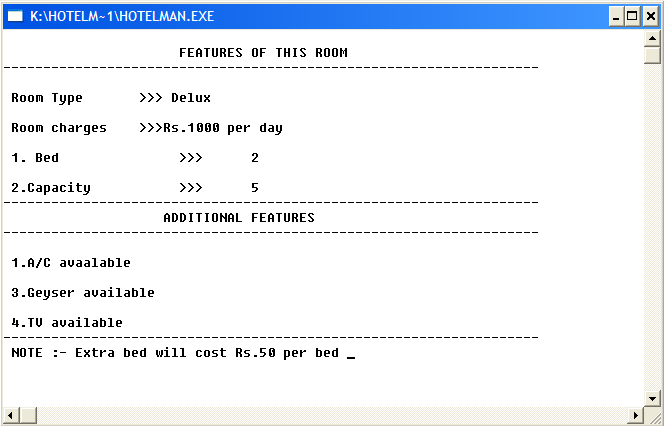 K:\HOTELM~1\HOTELMAN.EXE
FEATURES OF THIS ROOM
------------------------------------------------------------------
Room Type >>> Delux
Room charges >>>Rs.1000 per day
1. Bed >>> 2
2.Capacity >>> 5
------------------------------------------------------------------
ADDITIONAL FEATURES
------------------------------------------------------------------
1.A/C avaalable
3.Geyser available
4.TV available
------------------------------------------------------------------
NOTE :- Extra bed will cost Rs.50 per bed _